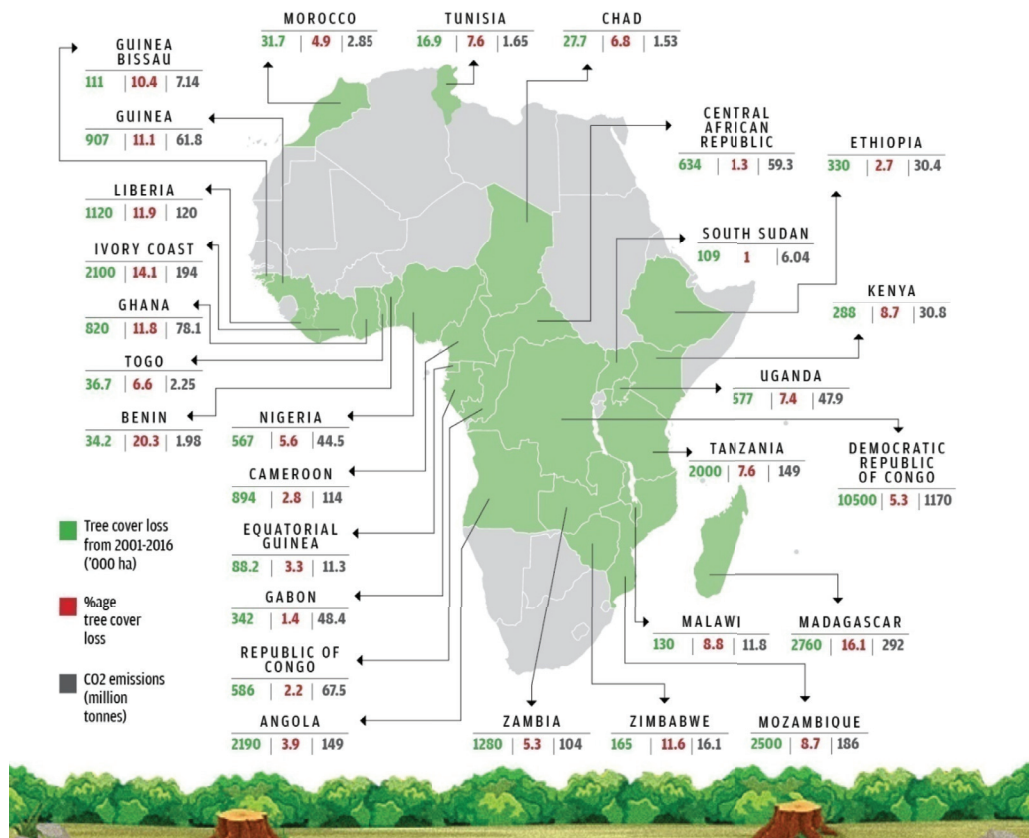 MOROCCO
31.7 | 4.9 | 2.85
TUNISIA
16.9 | 7.6 | 1.65
CHAD
27.7 | 6.8 | 1.53
GUINEA
BISSAU
111 | 10.4 | 7.14
GUINEA
907 | 11.1 | 61.8
CENTRAL
AFRICAN
REPUBLIC
634 | 1.3 | 59.3
ETHIOPIA
330 | 2.7 | 30.4
LIBERIA
1120 | 11.9 | 120
SOUTH SUDAN
109 | 1 | 6.04
IVORY COAST
2100 | 14.1 | 194
KENYA
288 | 8.7 | 30.8
GHANA
820 | 11.8 | 78.1
TOGO
36.7 | 6.6 | 2.25
UGANDA
577 | 7.4 | 47.9
BENIN
34.2 | 20.3 | 1.98
NIGERIA
567 | 5.6 | 44.5
TANZANIA
2000 | 7.6 | 149
DEMOCRATIC
REPUBLIC
OF CONGO
10500 | 5.3 | 1170
CAMEROON
894 | 2.8 | 114
EQUATORIAL
GUINEA
88.2 | 3.3 | 11.3
GABON
342 | 1.4 | 48.4
MALAWI
130 | 8.8 | 11.8
MADAGASCAR
2760 | 16.1 | 292
REPUBLIC OF
CONGO
586 | 2.2 | 67.5
ANGOLA
2190 | 3.9 | 149
ZAMBIA
1280 | 5.3 | 104
ZIMBABWE
165 | 11.6 | 16.1
MOZAMBIQUE
2500 | 8.7 | 186
Tree cover loss
from 2001-2016
('000 ha)
%age
tree cover
loss
CO2 emissions
(million
tonnes)